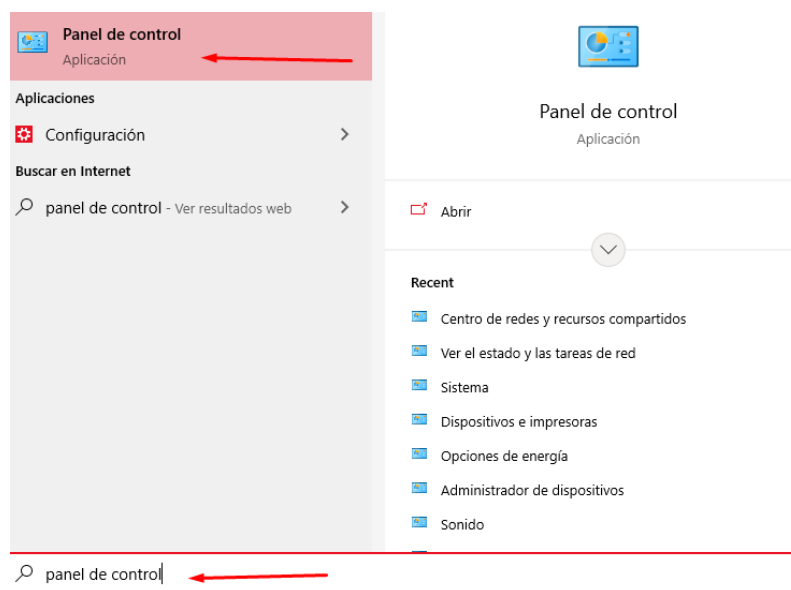 Panel de control
Aplicación
Aplicaciones
Configuración
Buscar en Internet
panel de control - Ver resultados web
Panel de control
Aplicación
Abrir
Recent
Centro de redes y recursos compartidos
Ver el estado y las tareas de red
Sistema
Dispositivos e impresoras
Opciones de energía
Administrador de dispositivos
Sonido
panel de control